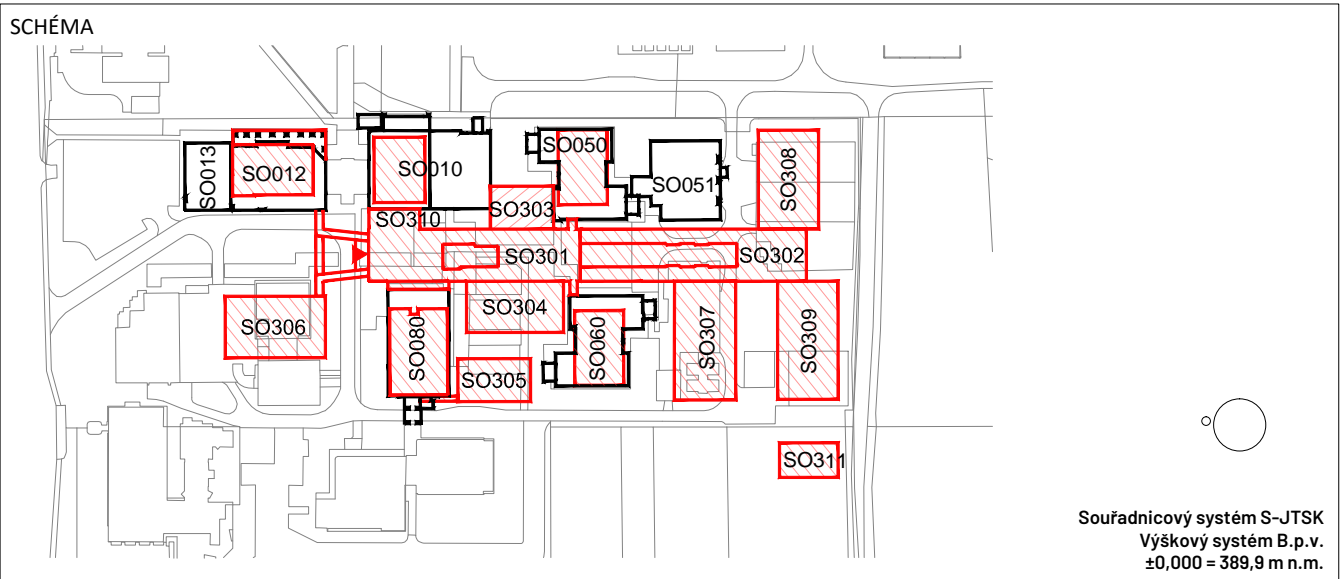 SCHÉMA
SO013
SO012
SO010
SO050
SO051
SO308
SO310
SO303
SO301
SO302
SO306
SO304
SO080
SO305
SO060
SO307
SO309
SO311
Souřadnicový systém S-JTSK
Výškový systém B.p.v.
±0,000 = 389,9 m n.m.